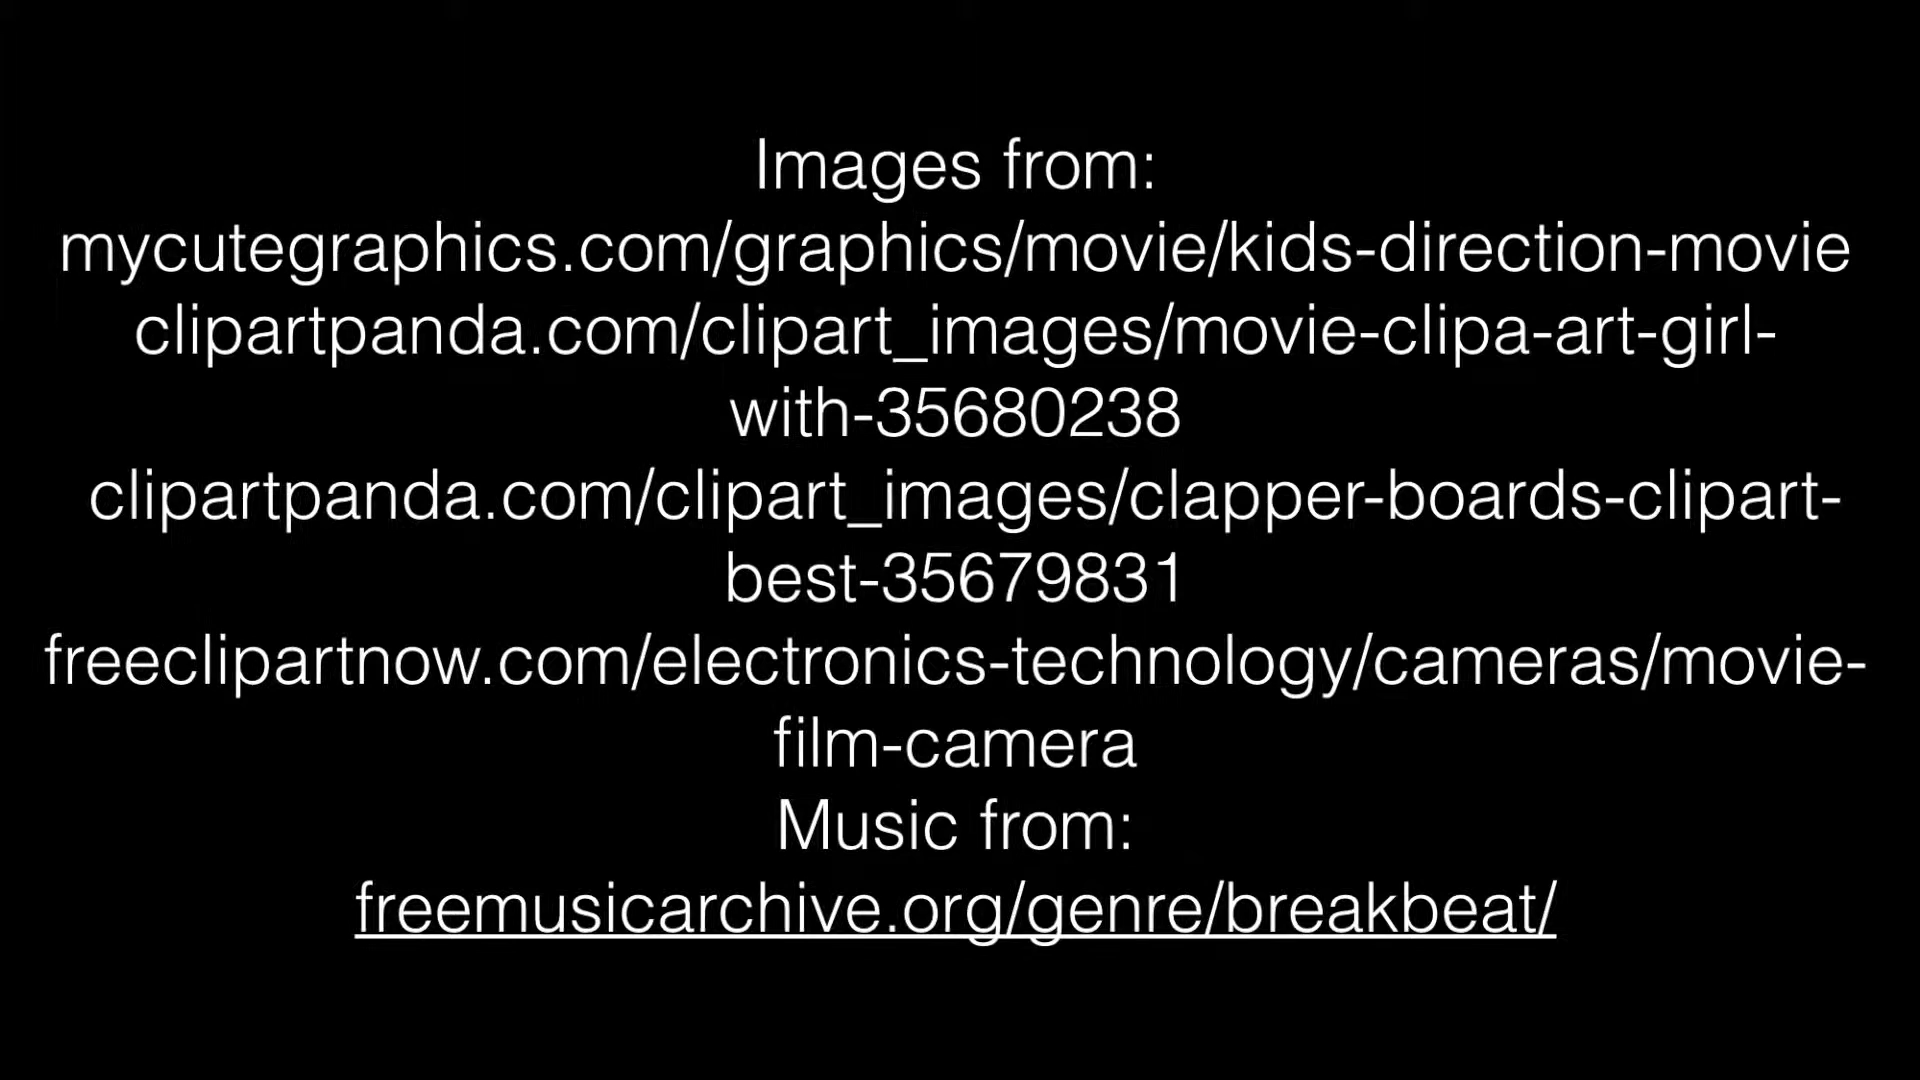 Images from:
mycutegraphics.com/graphics/movie/kids-direction-movie
clipartpanda.com/clipart_images/movie-clipa-art-girl-
with-35680238
clipartpanda.com/clipart_images/clapper-boards-clipart-
best-35679831
freeclipartnow.com/electronics-technology/cameras/movie-
film-camera
Music from:
freemusicarchive.org/genre/breakbeat/